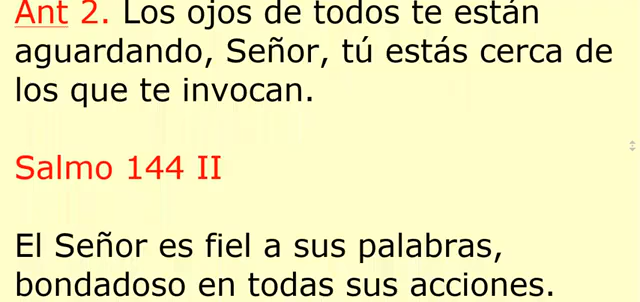 Ant 2. Los ojos de todos te están
aguardando, Señor, tú estás cerca de
los que te invocan.
Salmo 144 II
El Señor es fiel a sus palabras,
bondadoso en todas sus acciones.